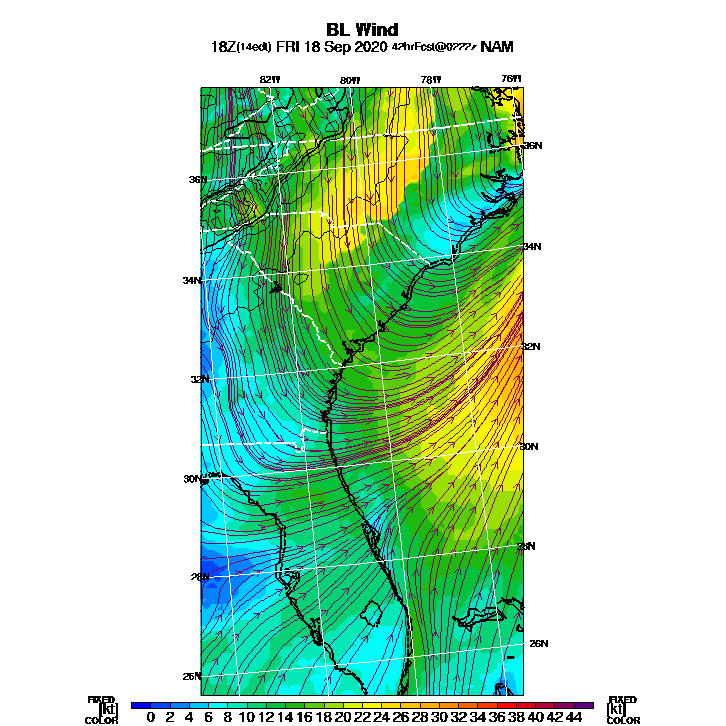 BL Wind
18Z(14edt) FRI 18 Sep 2020 42hrFcst@0222z NAM
82W 80W 78W 76W
36N 36N
34N 34N
32N 32N
30N 30N
28N 28N
26N 26N
FIXED FIXED
[kt] 0 2 4 6 8 10 12 14 16 18 20 22 24 26 28 30 32 34 36 38 40 42 44 [kt]
COLOR COLOR